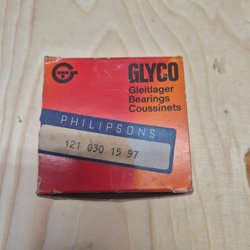 GLYCO
Gleitlager
Bearings
Coussinets
PHILIPSONS
121 030 15 97